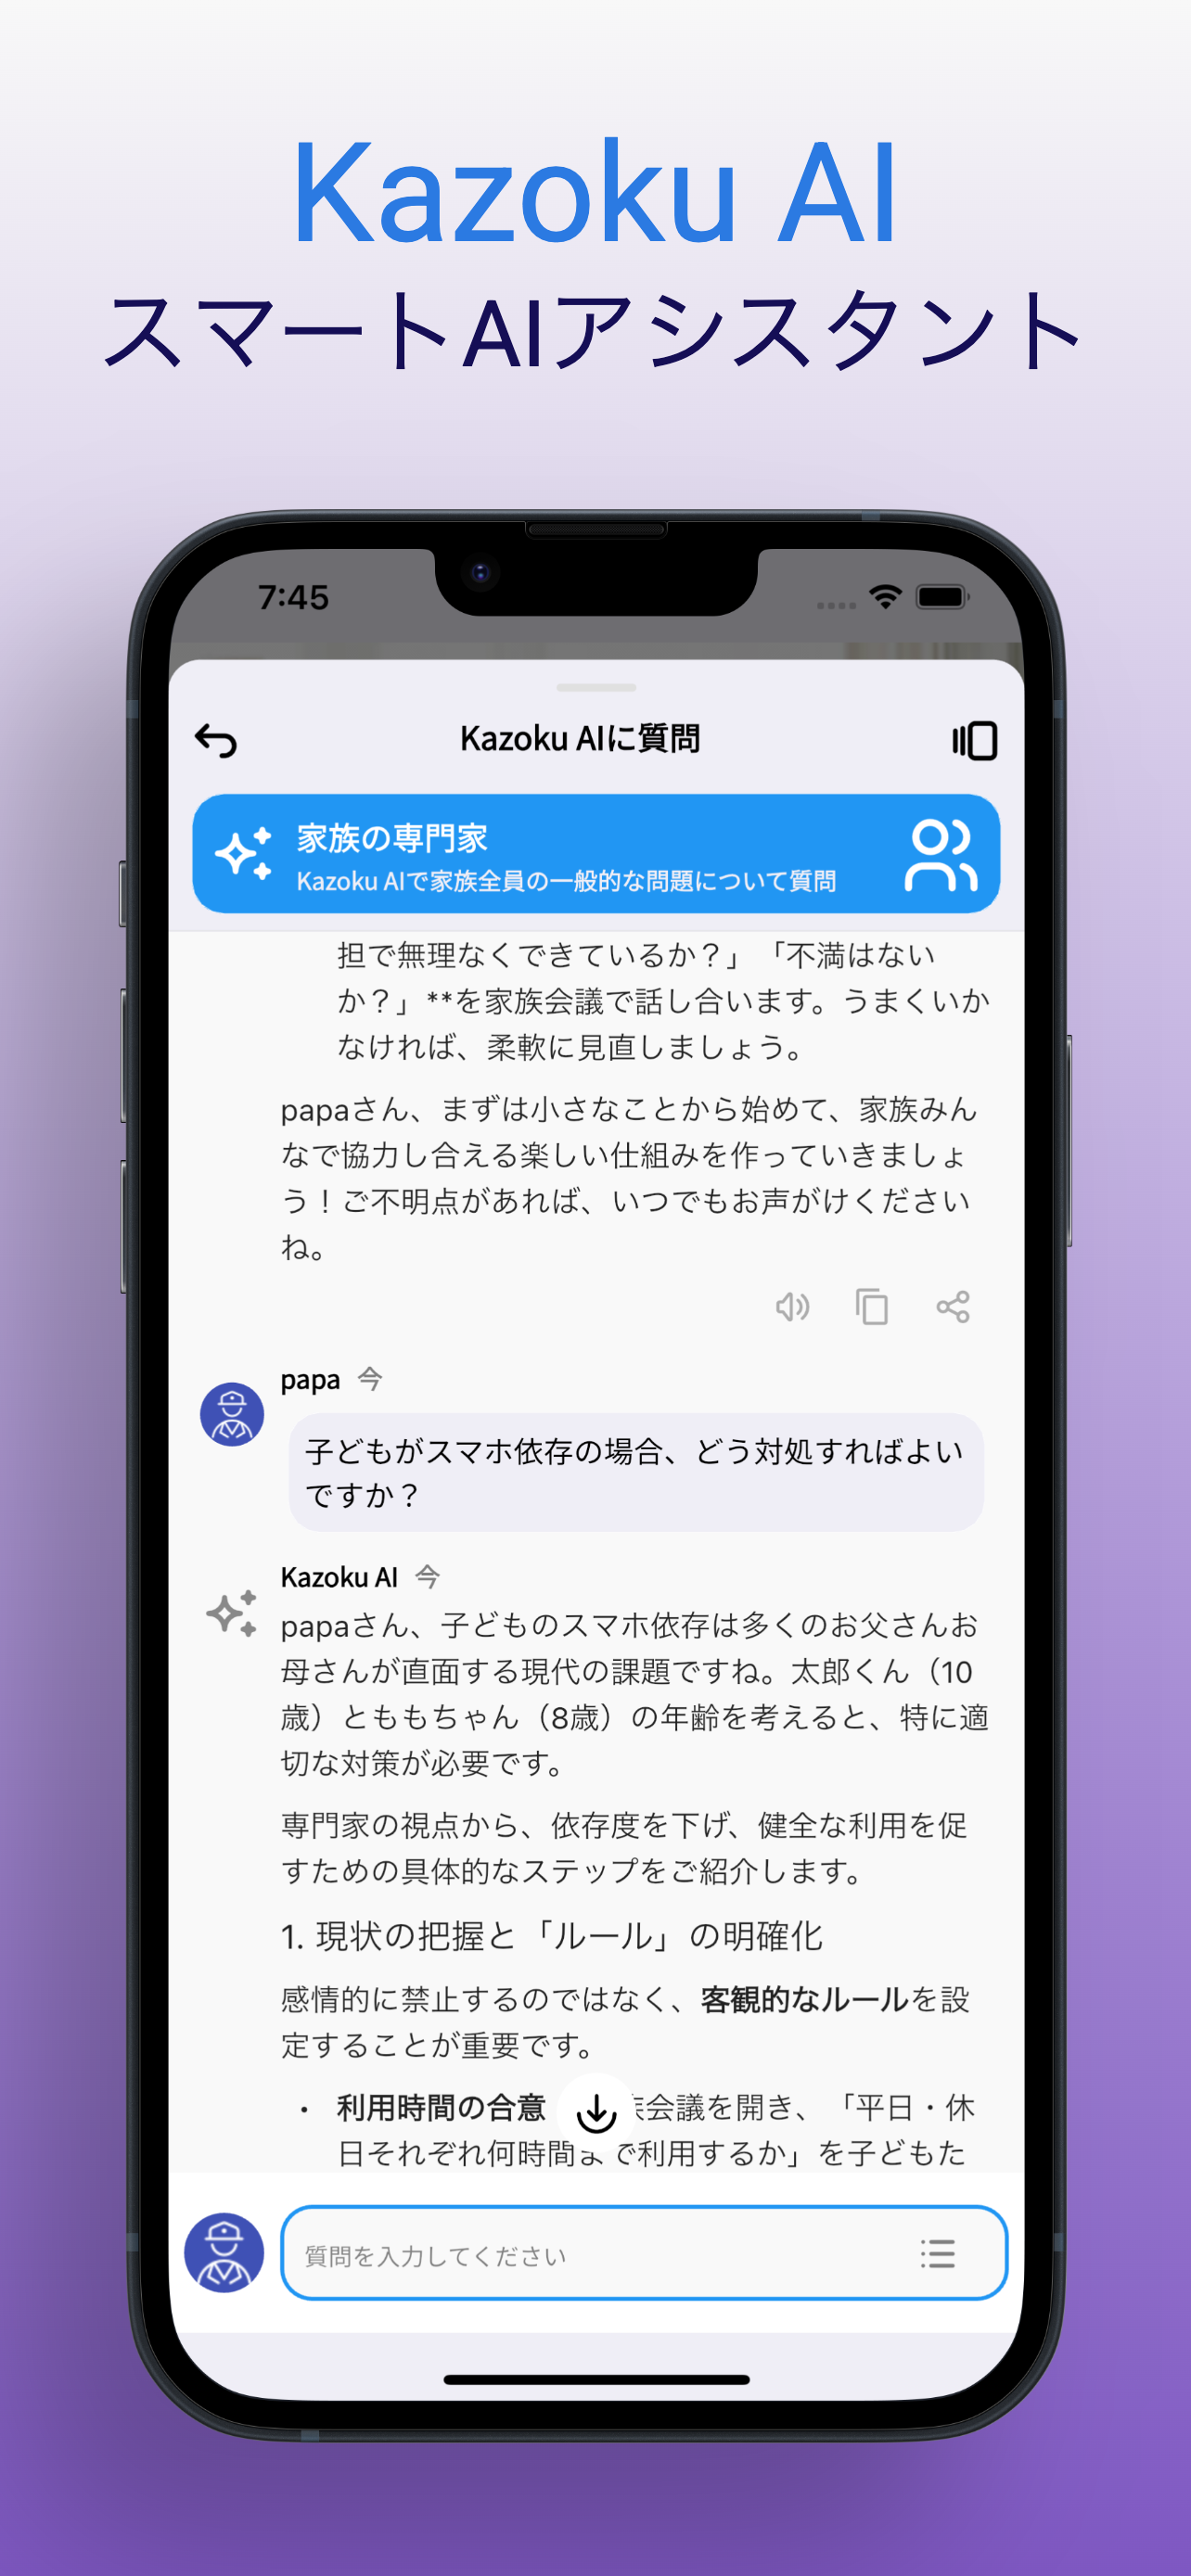 Kazoku AI
スマートAIアシスタント
7:45
Kazoku AIに質問
家族の専門家
Kazoku AIで家族全員の一般的な問題について質問
担で無理なくできているか？」「不満はない
か？」**を家族会議で話し合います。うまくいか
なければ、柔軟に見直しましょう。
papaさん、まずは小さなことから始めて、家族みん
なで協力し合える楽しい仕組みを作っていきましょ
う！ご不明点があれば、いつでもお声がけください
ね。
papa 今
子どもがスマホ依存の場合、どう対処すればよい
ですか？
Kazoku AI 今
papaさん、子どものスマホ依存は多くのお父さんお
母さんが直面する現代の課題ですね。太郎くん（10
歳）とももちゃん（8歳）の年齢を考えると、特に適
切な対策が必要です。
専門家の視点から、依存度を下げ、健全な利用を促
すための具体的なステップをご紹介します。
1. 現状の把握と「ルール」の明確化
感情的に禁止するのではなく、客観的なルールを設
定することが重要です。
• 利用時間の合意 会議を開き、「平日・休
日それぞれ何時間まで利用するか」を子どもた
質問を入力してください